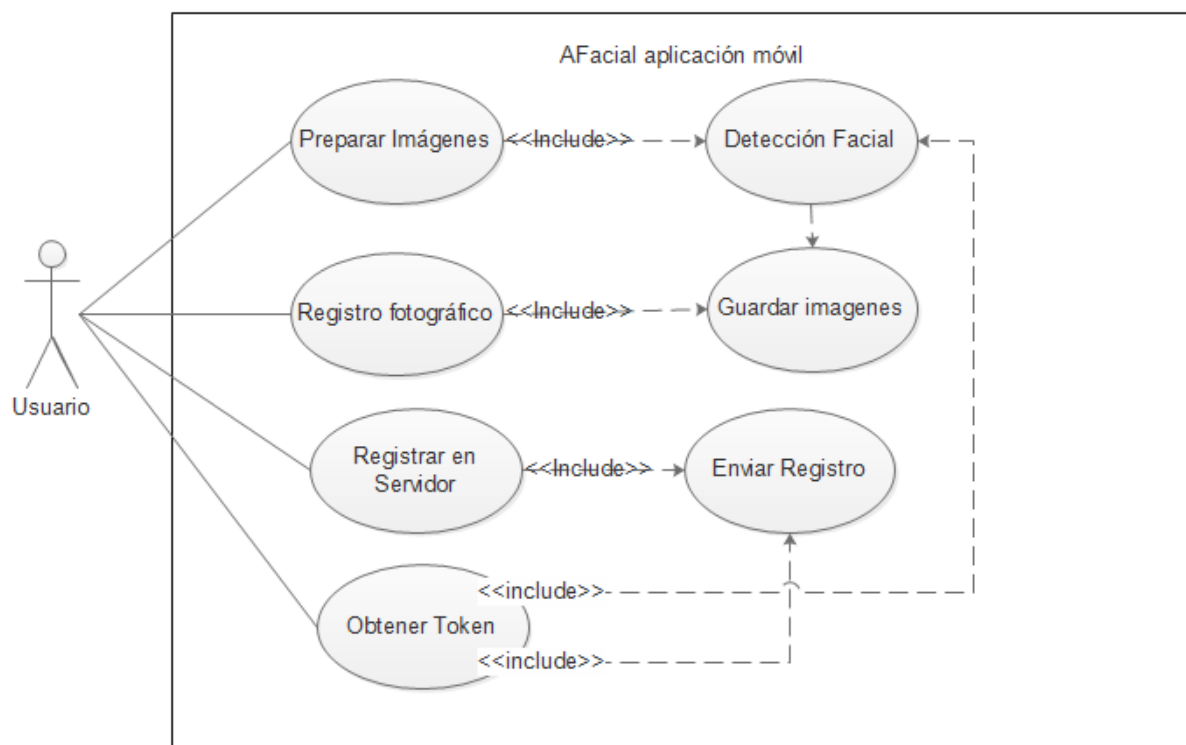 AFacial aplicación móvil
Preparar Imágenes
<<Include>>
Detección Facial
Registro fotográfico
<<Include>>
Guardar imagenes
Usuario
Registrar en
Servidor
<<Include>>
Enviar Registro
<<include>>
Obtener Token
<<include>>